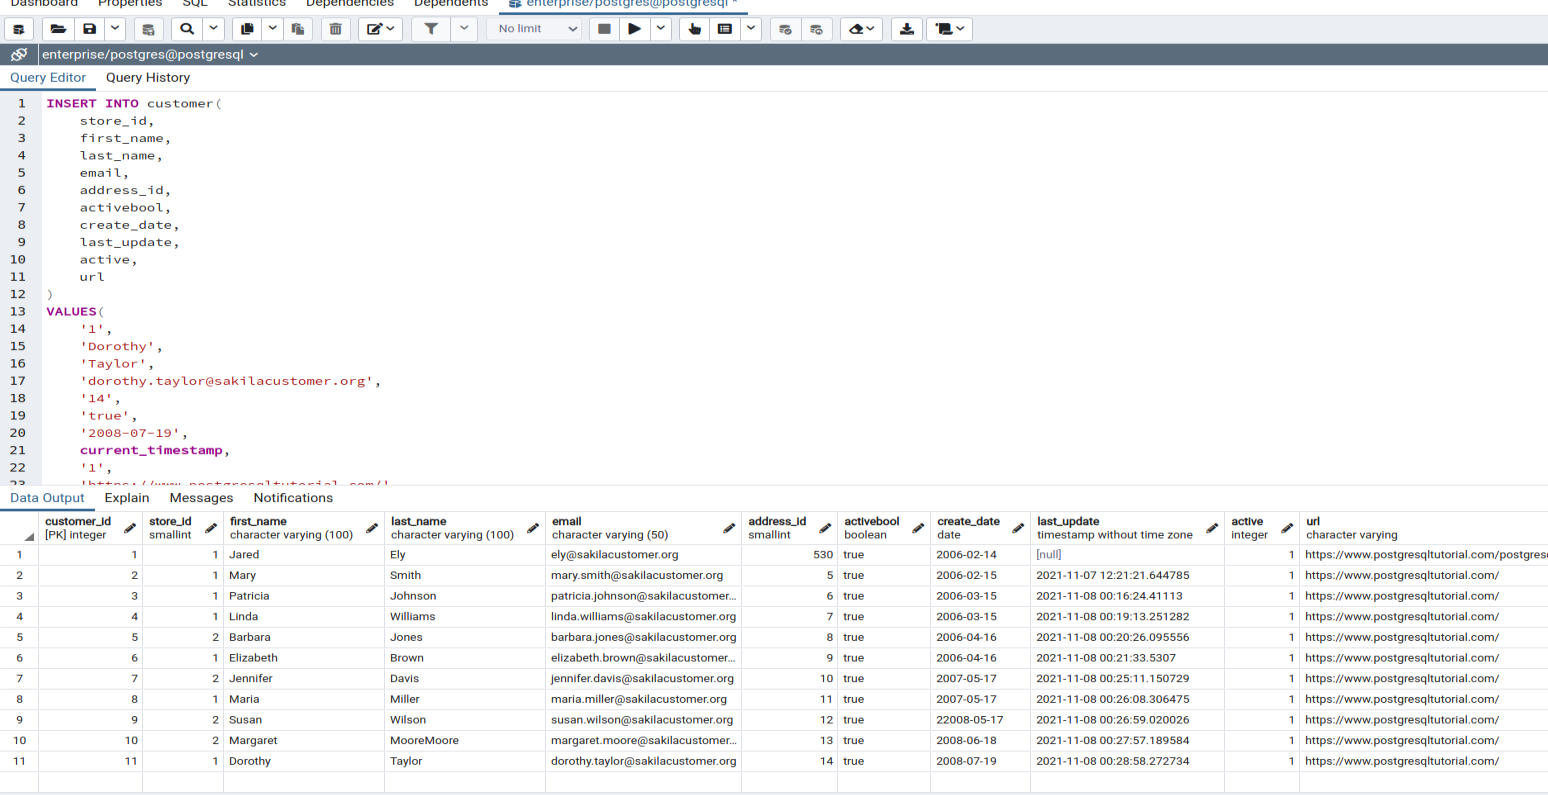 Dashboard Properties SQL Statistics Dependencies Dependents enterprise/postgres@postgresql *
No limit
enterprise/postgres@postgresql
Query Editor Query History
1 INSERT INTO customer(
2 store_id,
3 first_name,
4 last_name,
5 email,
6 address_id,
7 activebool,
8 create_date,
9 last_update,
10 active,
11 url
12 )
13 VALUES(
14 '1',
15 'Dorothy',
16 'Taylor',
17 'dorothy.taylor@sakilacustomer.org',
18 '14',
19 'true',
20 '2008-07-19',
21 current_timestamp,
22 '1',
23 'https://www.postgresqltutorial.com/'
Data Output Explain Messages Notifications
customer_id store_id first_name last_name email address_id activebool create_date last_update active url
[PK] integer smallint character varying (100) character varying (100) character varying (50) smallint boolean date timestamp without time zone integer character varying
1 1 1 Jared Ely ely@sakilacustomer.org 530 true 2006-02-14 [null] 1 https://www.postgresqltutorial.com/postgres
2 2 1 Mary Smith mary.smith@sakilacustomer.org 5 true 2006-02-15 2021-11-07 12:21:21.644785 1 https://www.postgresqltutorial.com/
3 3 1 Patricia Johnson patricia.johnson@sakilacustomer... 6 true 2006-03-15 2021-11-08 00:16:24.41113 1 https://www.postgresqltutorial.com/
4 4 1 Linda Williams linda.williams@sakilacustomer.org 7 true 2006-03-15 2021-11-08 00:19:13.251282 1 https://www.postgresqltutorial.com/
5 5 2 Barbara Jones barbara.jones@sakilacustomer.org 8 true 2006-04-16 2021-11-08 00:20:26.095556 1 https://www.postgresqltutorial.com/
6 6 1 Elizabeth Brown elizabeth.brown@sakilacustomer... 9 true 2006-04-16 2021-11-08 00:21:33.5307 1 https://www.postgresqltutorial.com/
7 7 2 Jennifer Davis jennifer.davis@sakilacustomer.org 10 true 2007-05-17 2021-11-08 00:25:11.150729 1 https://www.postgresqltutorial.com/
8 8 1 Maria Miller maria.miller@sakilacustomer.org 11 true 2007-05-17 2021-11-08 00:26:08.306475 1 https://www.postgresqltutorial.com/
9 9 2 Susan Wilson susan.wilson@sakilacustomer.org 12 true 22008-05-17 2021-11-08 00:26:59.020026 1 https://www.postgresqltutorial.com/
10 10 2 Margaret MooreMoore margaret.moore@sakilacustomer... 13 true 2008-06-18 2021-11-08 00:27:57.189584 1 https://www.postgresqltutorial.com/
11 11 1 Dorothy Taylor dorothy.taylor@sakilacustomer.org 14 true 2008-07-19 2021-11-08 00:28:58.272734 1 https://www.postgresqltutorial.com/